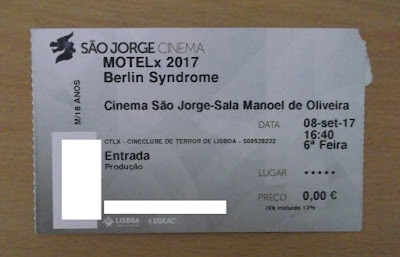 SÃO JORGE CINEMA
MOTELx 2017
Berlin Syndrome
M/16 ANOS
Cinema São Jorge-Sala Manoel de Oliveira
DATA 08-set-17
16:40
6ª Feira
CTLX - CINECLUBE DE TERROR DE LISBOA - 508528232
Entrada
Produção
LUGAR •••••
PREÇO 0,00 €
IVA incluído 13%
LISBOA EGEAC